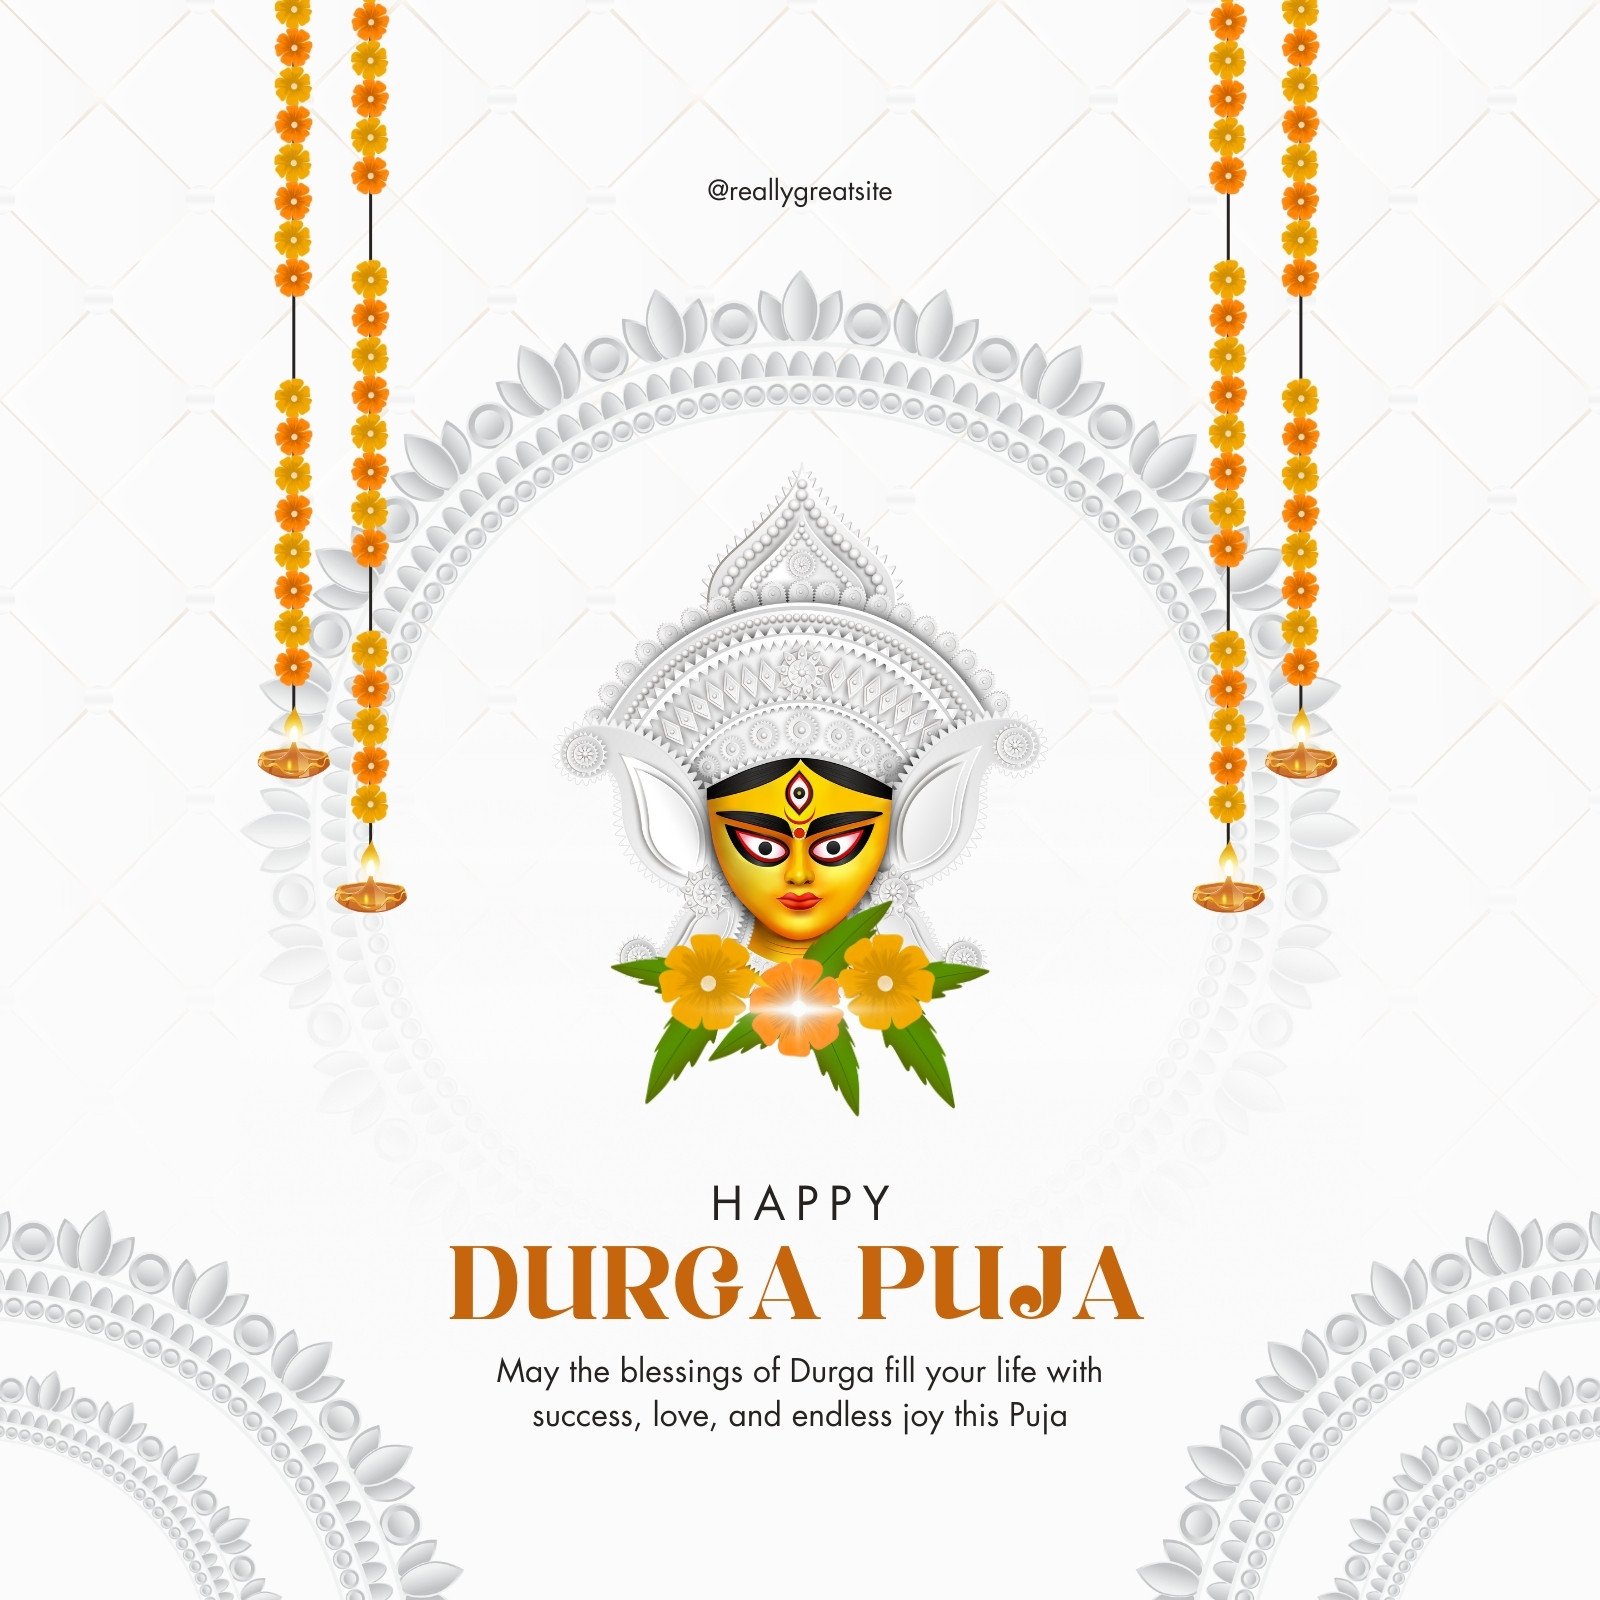 @reallygreatsite
HAPPY
DURGA PUJA
May the blessings of Durga fill your life with
success, love, and endless joy this Puja